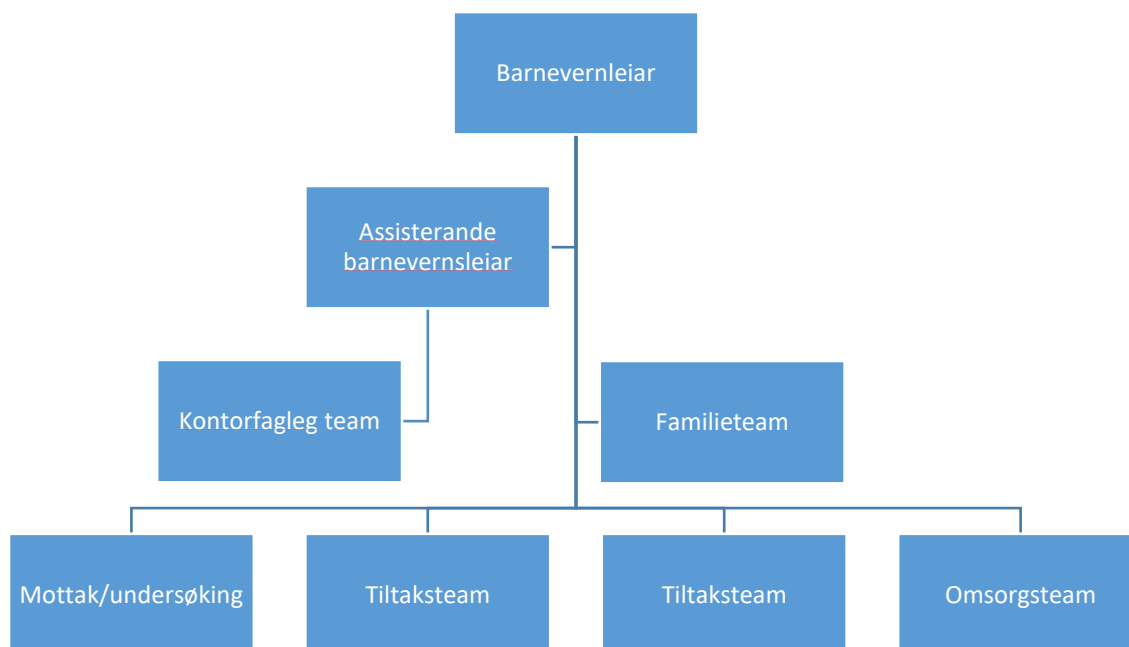 Barnevernleiar
Assisterande
barnevernsleiar
Kontorfagleg team
Familieteam
Mottak/undersøking
Tiltaksteam
Tiltaksteam
Omsorgsteam